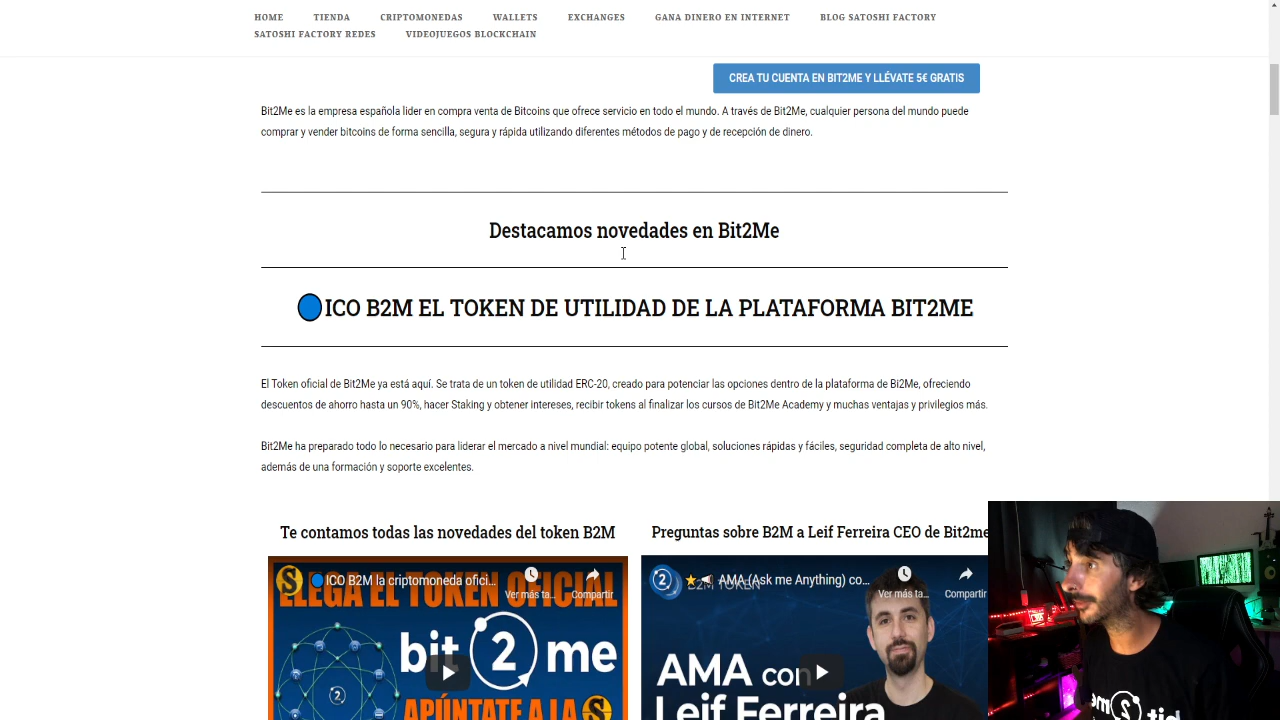 HOME TIENDA CRIPTOMONEDAS WALLETS EXCHANGES GANA DINERO EN INTERNET BLOG SATOSHI FACTORY
SATOSHI FACTORY REDES VIDEOJUEGOS BLOCKCHAIN
CREA TU CUENTA EN BIT2ME Y LLÉVATE 5€ GRATIS
Bit2Me es la empresa española lider en compra venta de Bitcoins que ofrece servicio en todo el mundo. A través de Bit2Me, cualquier persona del mundo puede
comprar y vender bitcoins de forma sencilla, segura y rápida utilizando diferentes métodos de pago y de recepción de dinero.
Destacamos novedades en Bit2Me
ICO B2M EL TOKEN DE UTILIDAD DE LA PLATAFORMA BIT2ME
El Token oficial de Bit2Me ya está aquí. Se trata de un token de utilidad ERC-20, creado para potenciar las opciones dentro de la plataforma de Bi2Me, ofreciendo
descuentos de ahorro hasta un 90%, hacer Staking y obtener intereses, recibir tokens al finalizar los cursos de Bit2Me Academy y muchas ventajas y privilegios más.
Bit2Me ha preparado todo lo necesario para liderar el mercado a nivel mundial: equipo potente global, soluciones rápidas y fáciles, seguridad completa de alto nivel,
además de una formación y soporte excelentes.
Te contamos todas las novedades del token B2M
Preguntas sobre B2M a Leif Ferreira CEO de Bit2me
ICO B2M la criptomoneda ofici...
Ver más ta... Compartir
LLEGA EL TOKEN OFICIAL
bit 2 me
APÚNTATE A LA
AMA (Ask me Anything) co...
Ver más ta... Compartir
B2M TOKEN
AMA con
Leif Ferreira